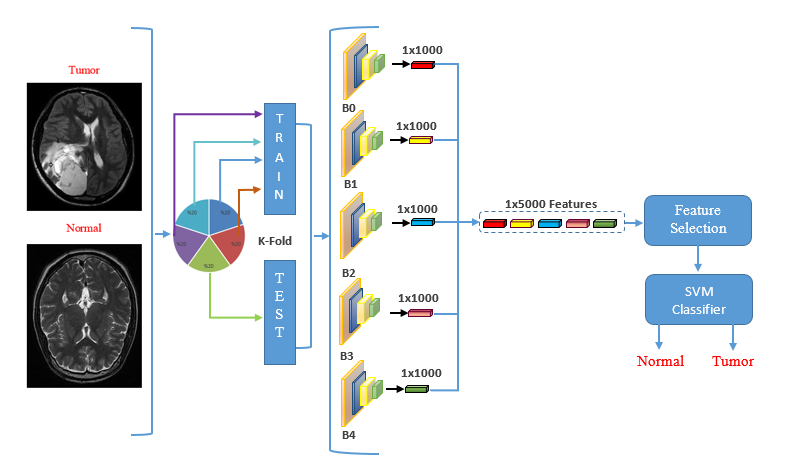 Tumor
Normal
%20
%20
%20
%20
%20
K-Fold
T
R
A
I
N
T
E
S
T
1x1000
B0
1x1000
B1
1x1000
B2
1x1000
B3
1x1000
B4
1x5000 Features
Feature
Selection
SVM
Classifier
Normal
Tumor